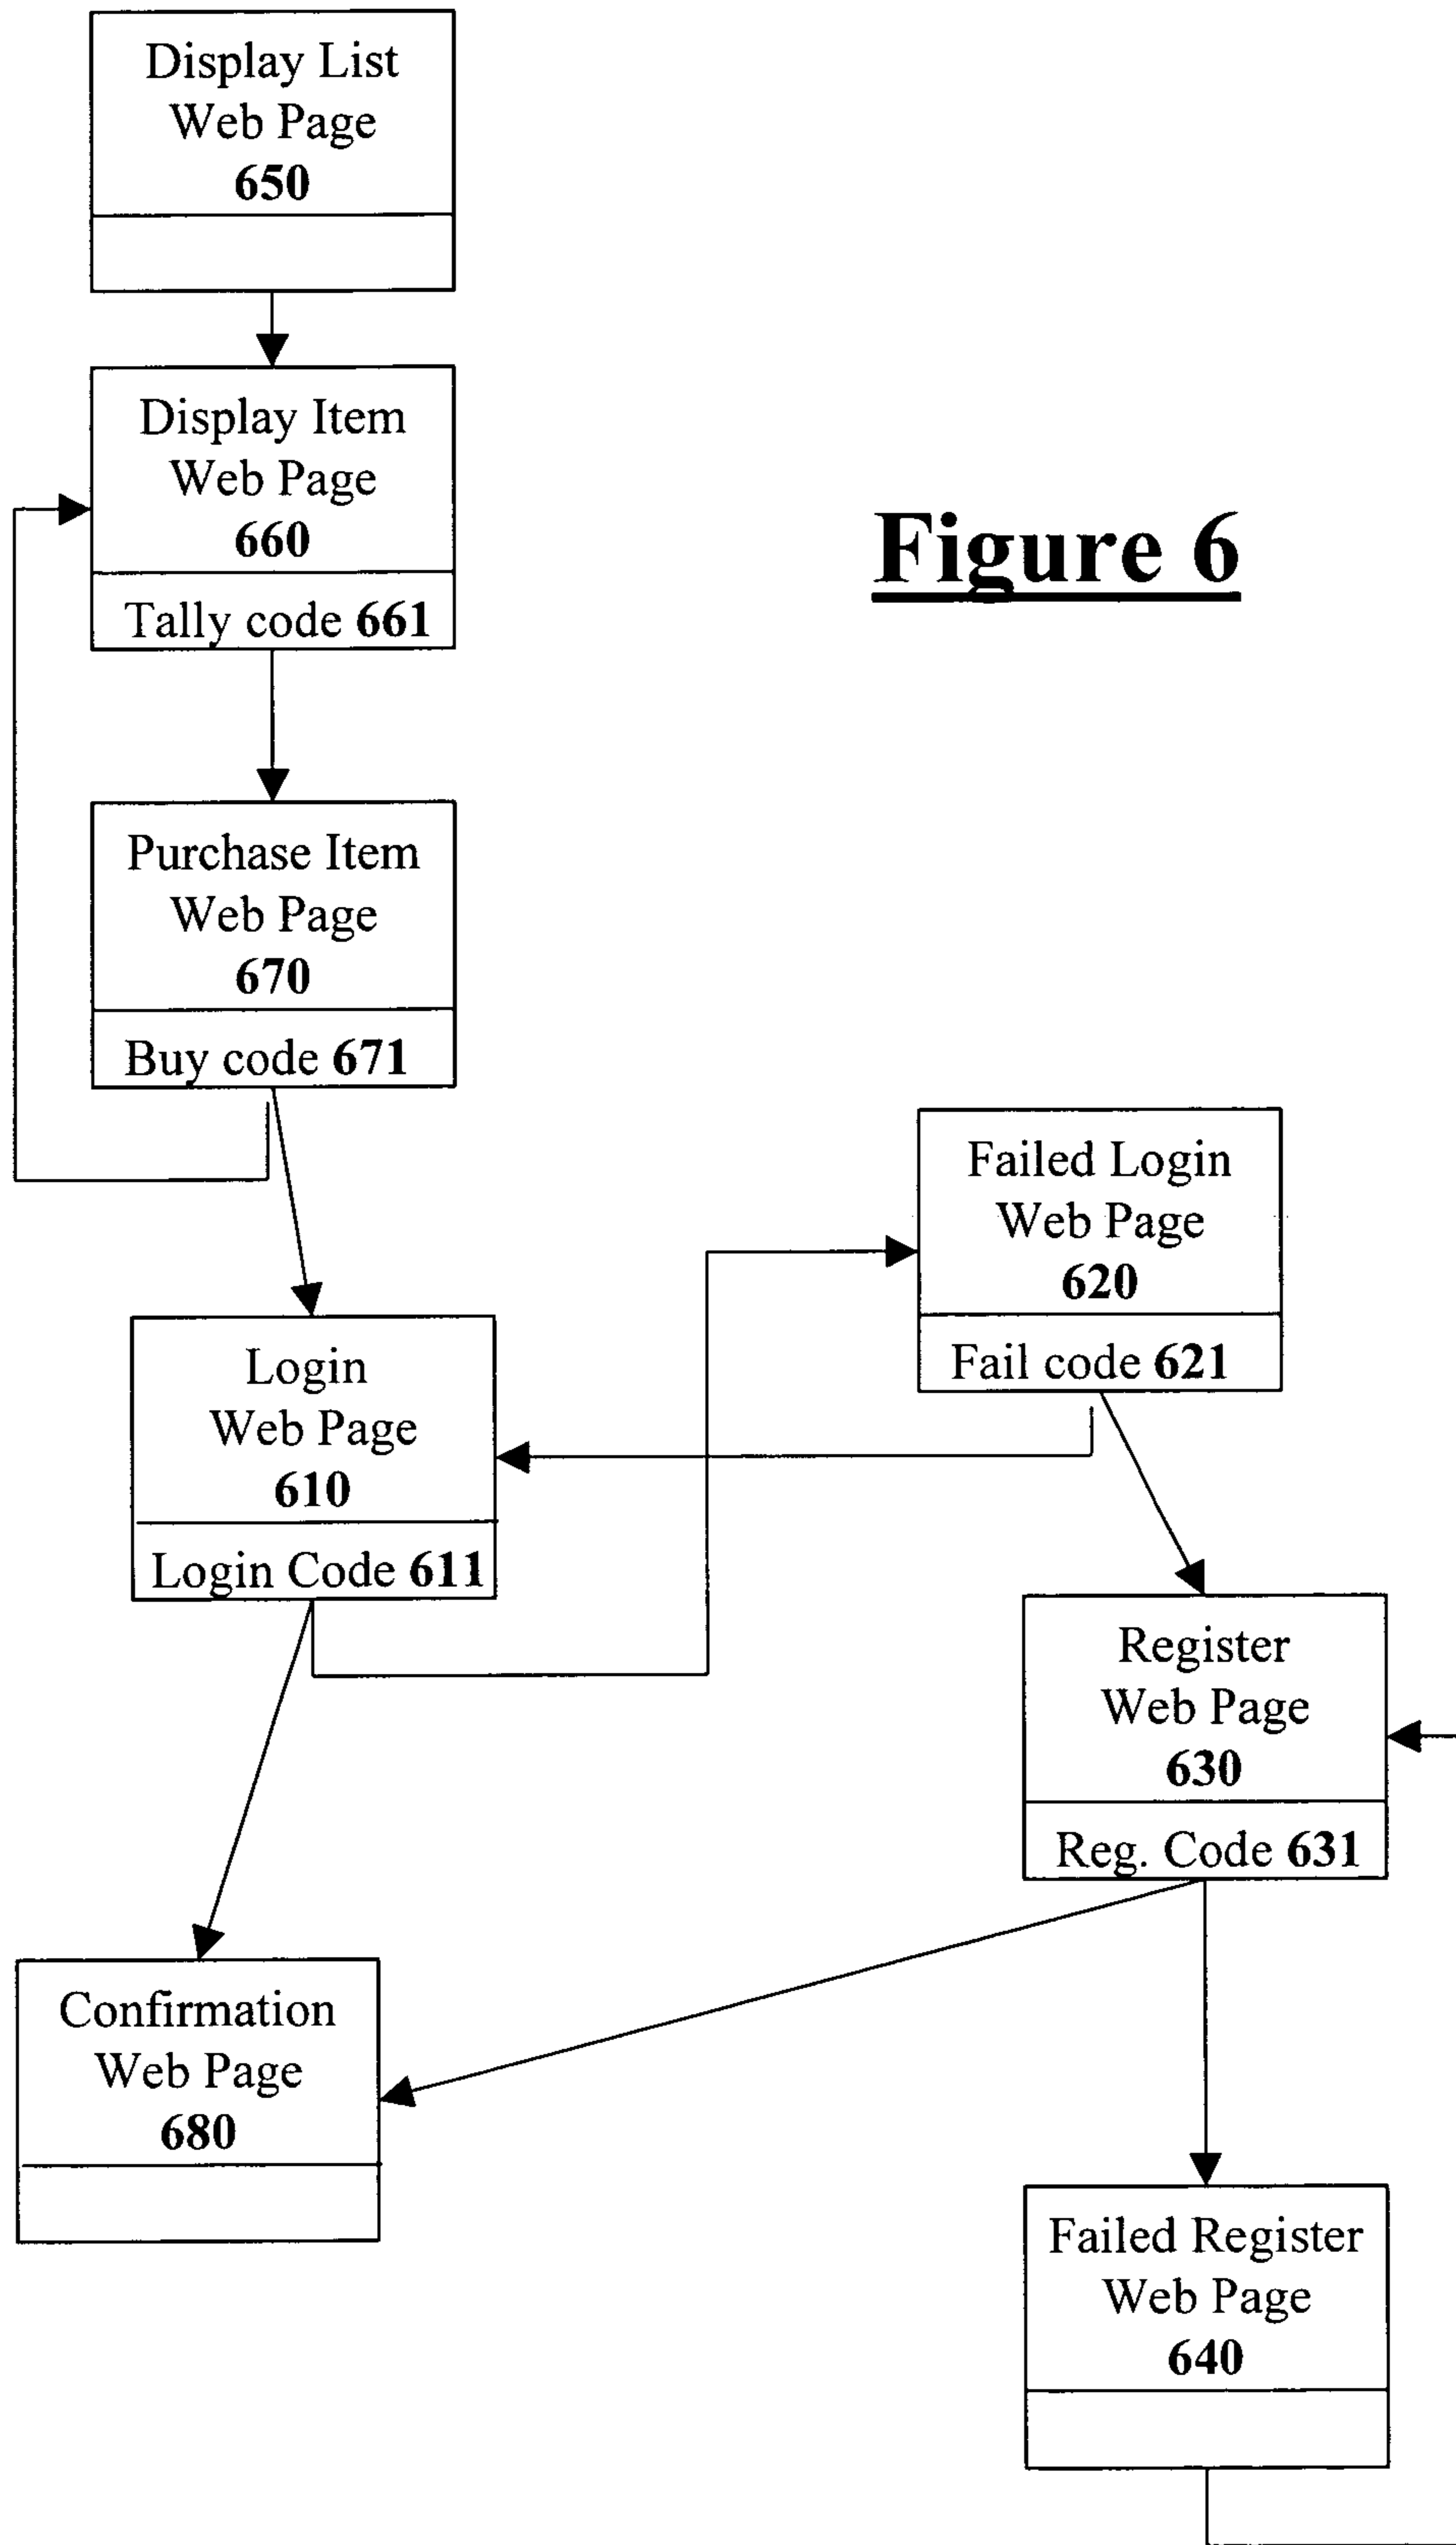 Display List
Web Page
650
Display Item
Web Page
660
Tally code 661
Figure 6
Purchase Item
Web Page
670
Buy code 671
Failed Login
Web Page
620
Fail code 621
Login
Web Page
610
Login Code 611
Register
Web Page
630
Reg. Code 631
Confirmation
Web Page
680
Failed Register
Web Page
640